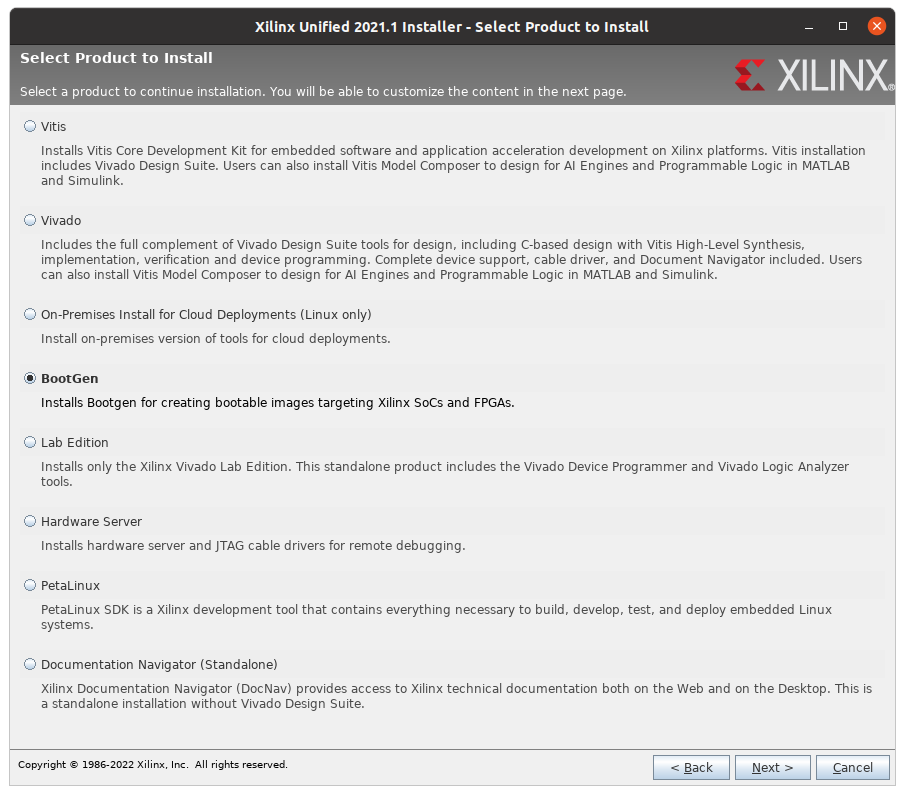 Xilinx Unified 2021.1 Installer - Select Product to Install
Select Product to Install
Select a product to continue installation. You will be able to customize the content in the next page.
XILINX®
Vitis
Installs Vitis Core Development Kit for embedded software and application acceleration development on Xilinx platforms. Vitis installation
includes Vivado Design Suite. Users can also install Vitis Model Composer to design for AI Engines and Programmable Logic in MATLAB
and Simulink.
Vivado
Includes the full complement of Vivado Design Suite tools for design, including C-based design with Vitis High-Level Synthesis,
implementation, verification and device programming. Complete device support, cable driver, and Document Navigator included. Users
can also install Vitis Model Composer to design for AI Engines and Programmable Logic in MATLAB and Simulink.
On-Premises Install for Cloud Deployments (Linux only)
Install on-premises version of tools for cloud deployments.
BootGen
Installs Bootgen for creating bootable images targeting Xilinx SoCs and FPGAs.
Lab Edition
Installs only the Xilinx Vivado Lab Edition. This standalone product includes the Vivado Device Programmer and Vivado Logic Analyzer
tools.
Hardware Server
Installs hardware server and JTAG cable drivers for remote debugging.
PetaLinux
PetaLinux SDK is a Xilinx development tool that contains everything necessary to build, develop, test, and deploy embedded Linux
systems.
Documentation Navigator (Standalone)
Xilinx Documentation Navigator (DocNav) provides access to Xilinx technical documentation both on the Web and on the Desktop. This is
a standalone installation without Vivado Design Suite.
Copyright © 1986-2022 Xilinx, Inc. All rights reserved.
< Back
Next >
Cancel